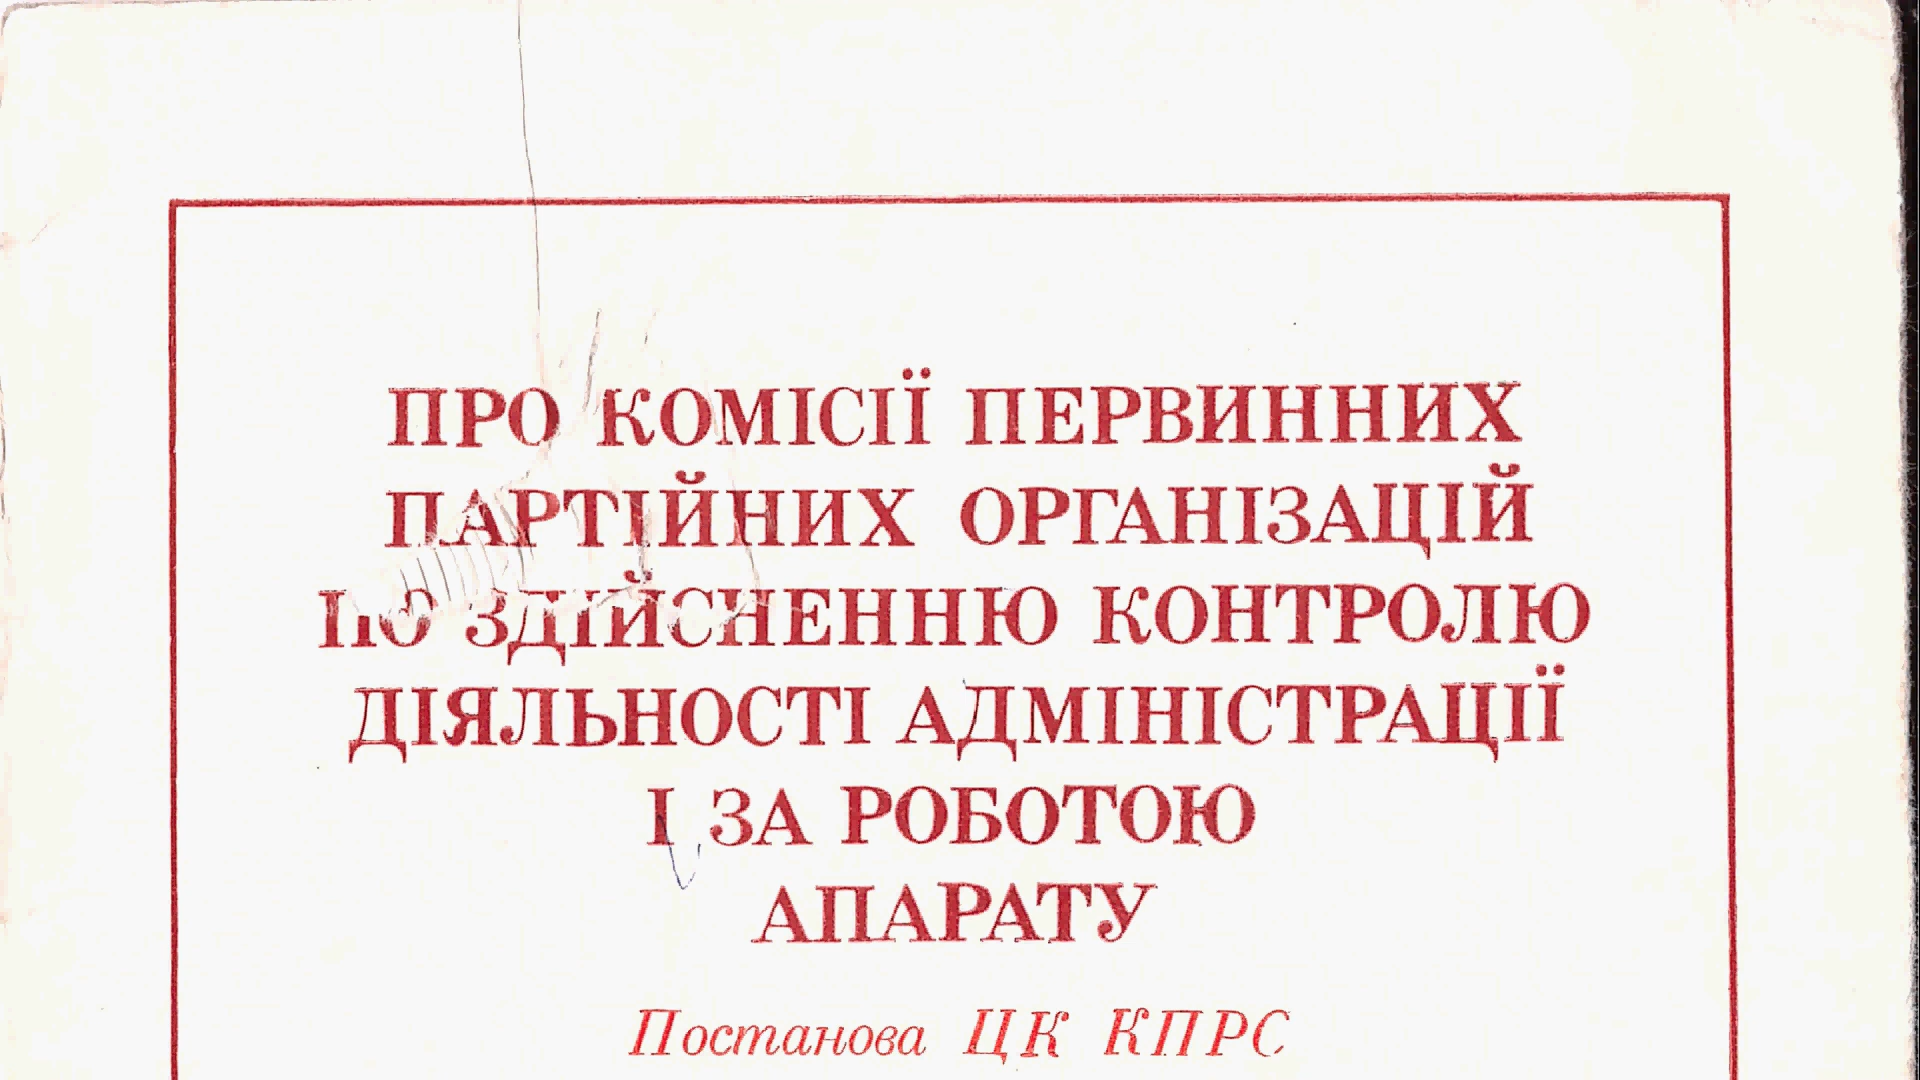 ПРО КОМІСІЇ ПЕРВИННИХ
ПАРТІЙНИХ ОРГАНІЗАЦІЙ
ПО ЗДІЙСНЕННЮ КОНТРОЛЮ
ДІЯЛЬНОСТІ АДМІНІСТРАЦІЇ
І ЗА РОБОТОЮ
АПАРАТУ
Постанова ЦК КПРС